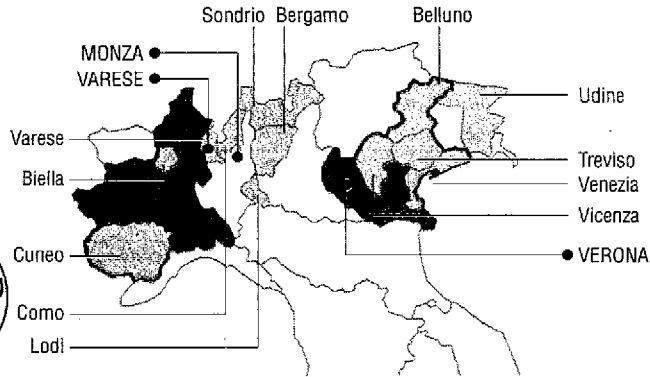 Sondrio Bergamo Belluno
MONZA
VARESE
Udine
Varese
Treviso
Biella
Venezia
Vicenza
Cuneo
VERONA
Como
Lodi